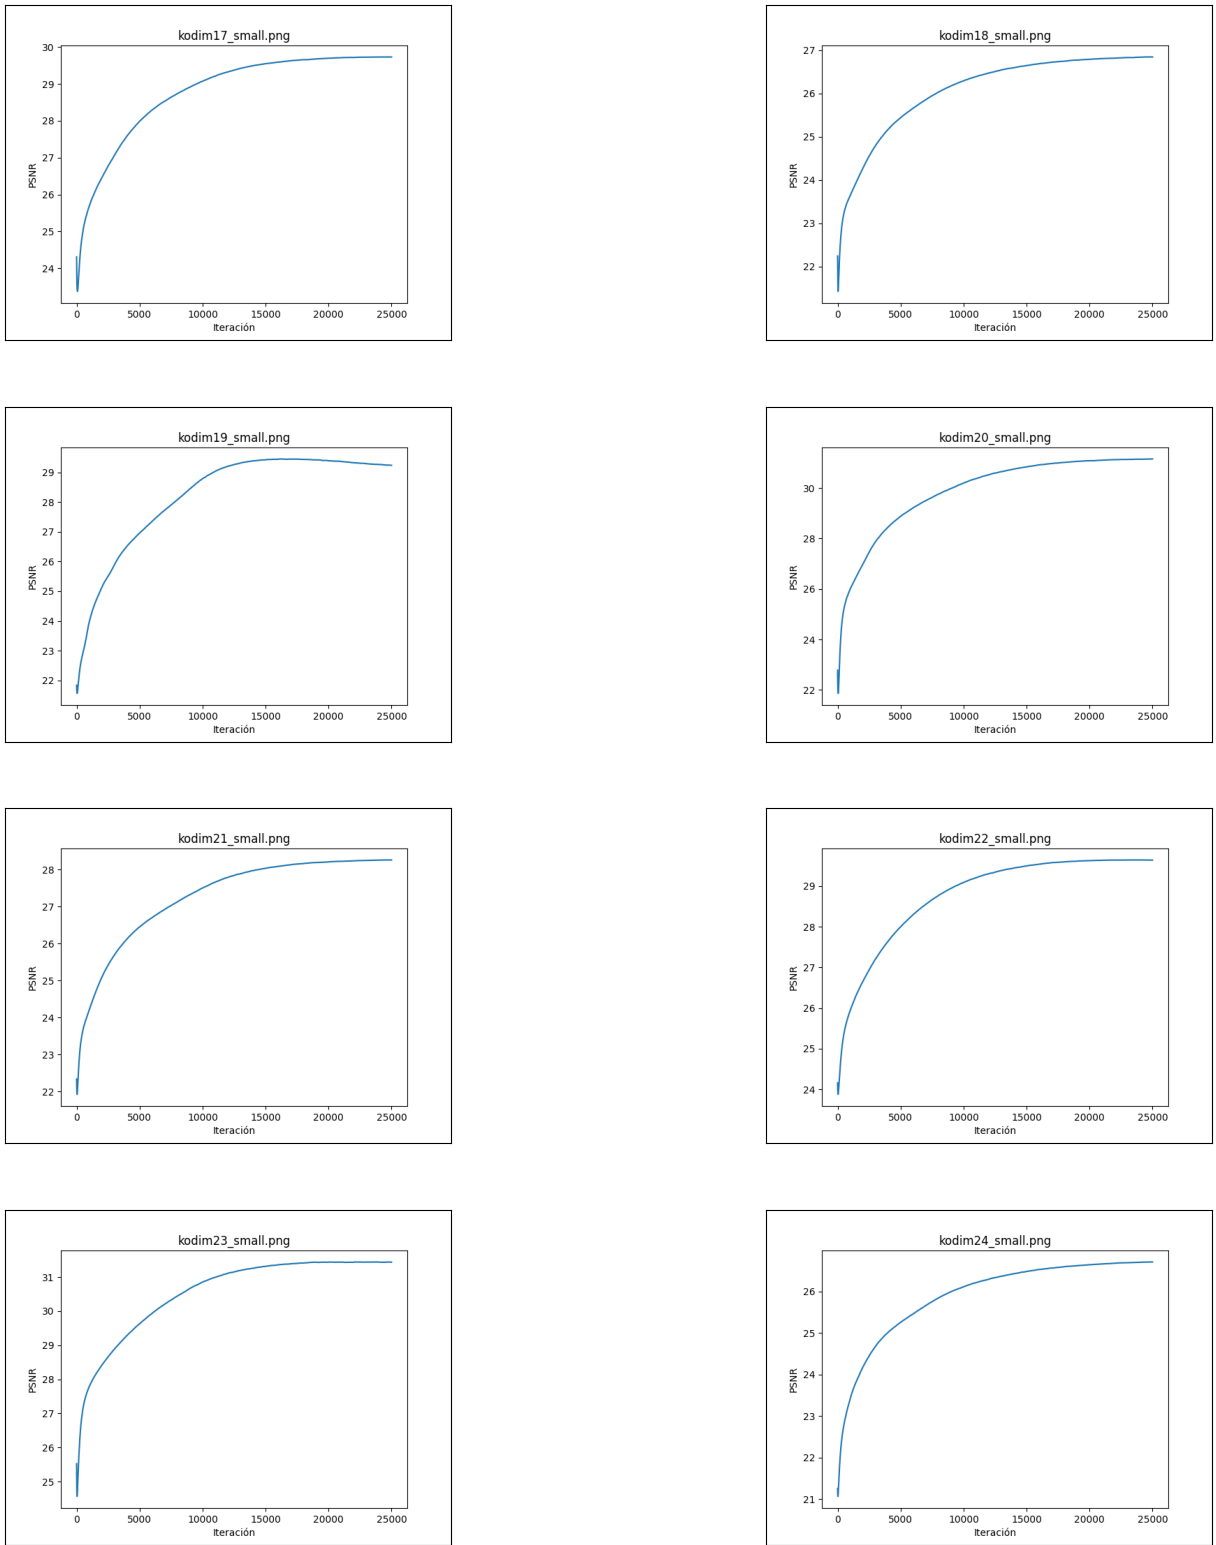 kodim17_small.png
30
29
28
27
26
25
24
PSNR
0 5000 10000 15000 20000 25000
Iteración
kodim18_small.png
27
26
25
24
23
22
PSNR
0 5000 10000 15000 20000 25000
Iteración
kodim19_small.png
29
28
27
26
25
24
23
22
PSNR
0 5000 10000 15000 20000 25000
Iteración
kodim20_small.png
30
28
26
24
22
PSNR
0 5000 10000 15000 20000 25000
Iteración
kodim21_small.png
28
27
26
25
24
23
22
PSNR
0 5000 10000 15000 20000 25000
Iteración
kodim22_small.png
29
28
27
26
25
24
PSNR
0 5000 10000 15000 20000 25000
Iteración
kodim23_small.png
31
30
29
28
27
26
25
PSNR
0 5000 10000 15000 20000 25000
Iteración
kodim24_small.png
26
25
24
23
22
21
PSNR
0 5000 10000 15000 20000 25000
Iteración